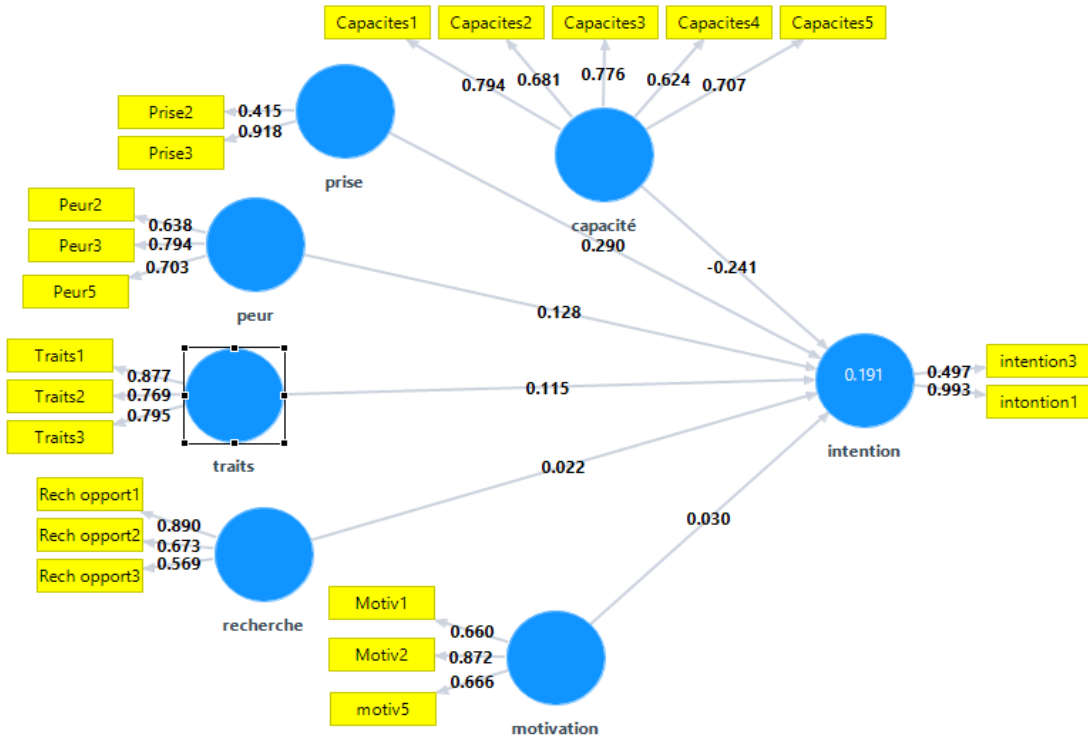 Capacites1
Capacites2
Capacites3
Capacites4
Capacites5
0.794
0.681
0.776
0.624
0.707
capacité
Prise2
Prise3
0.415
0.918
prise
0.290
-0.241
Peur2
Peur3
Peur5
0.638
0.794
0.703
peur
0.128
Traits1
Traits2
Traits3
0.877
0.769
0.795
traits
0.115
0.191
intention
0.497
0.993
intention3
intontion1
Rech opport1
Rech opport2
Rech opport3
0.890
0.673
0.569
recherche
0.022
0.030
Motiv1
Motiv2
motiv5
0.660
0.872
0.666
motivation